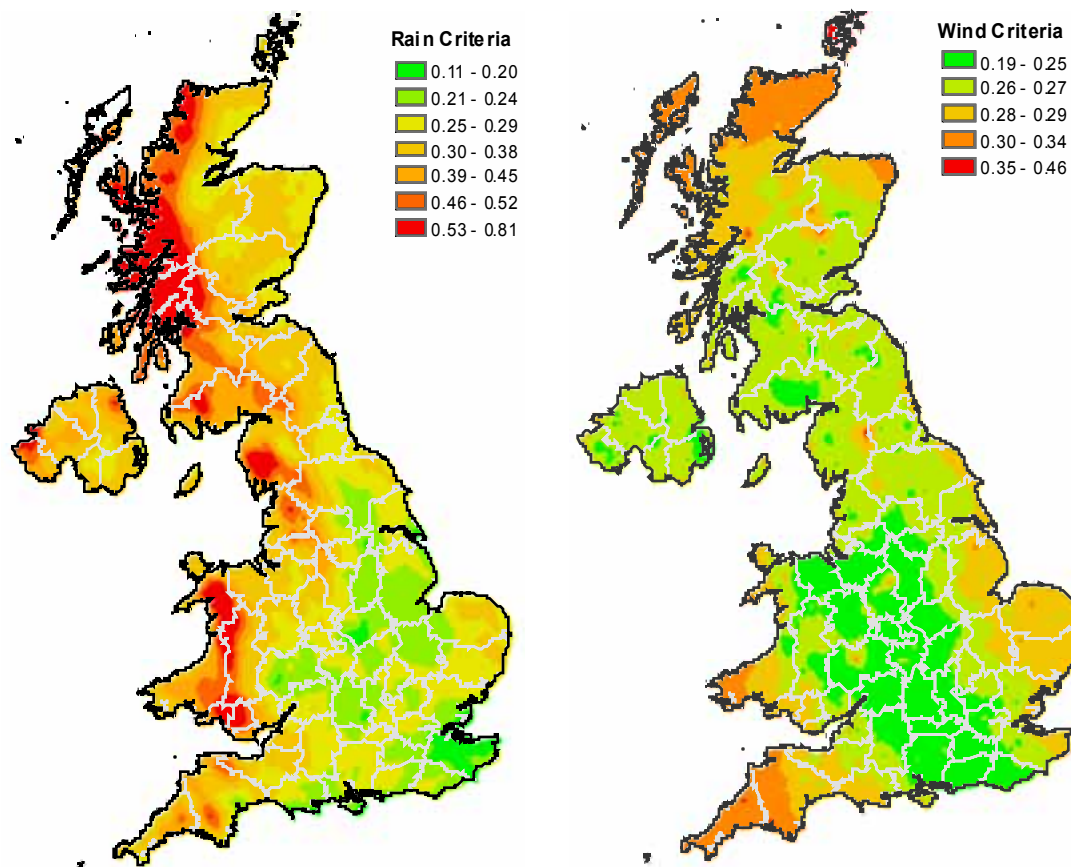 Rain Criteria
0.11 - 0.20
0.21 - 0.24
0.25 - 0.29
0.30 - 0.38
0.39 - 0.45
0.46 - 0.52
0.53 - 0.81
Wind Criteria
0.19 - 0.25
0.26 - 0.27
0.28 - 0.29
0.30 - 0.34
0.35 - 0.46